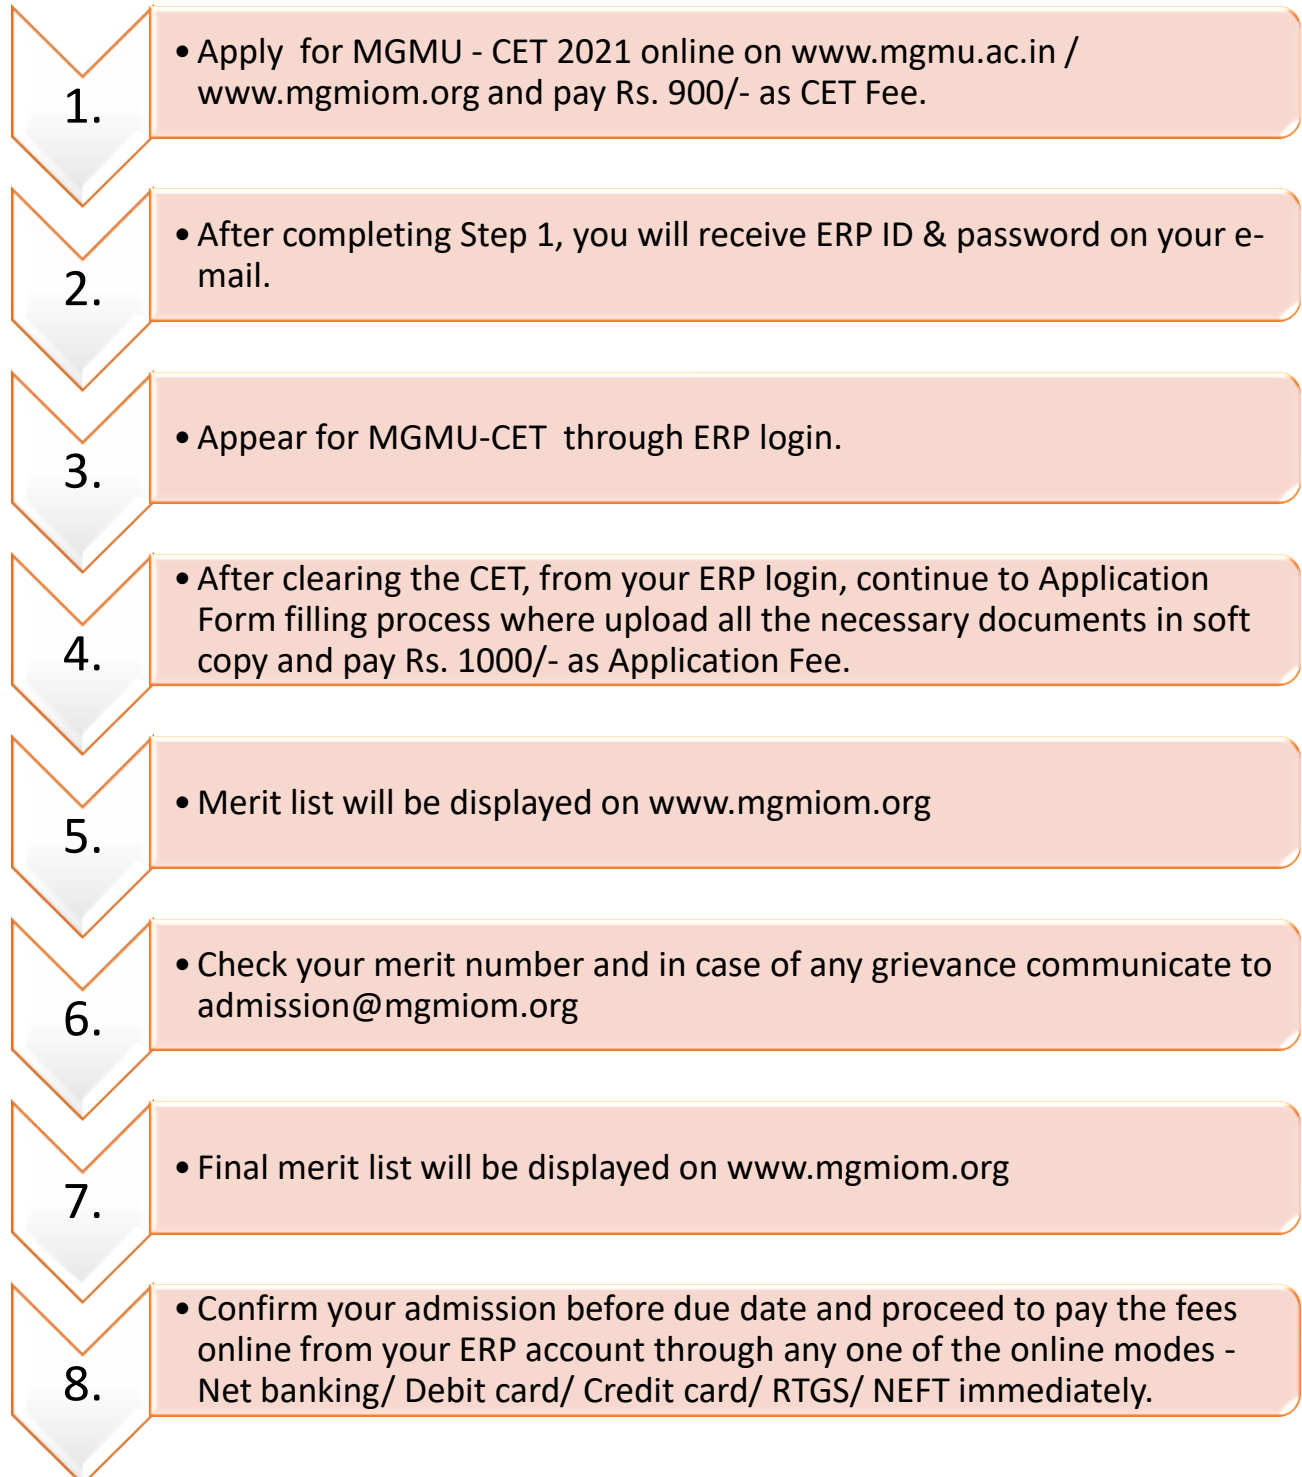 1.
• Apply  for MGMU - CET 2021 online on www.mgmu.ac.in /
www.mgmiom.org and pay Rs. 900/- as CET Fee.
2.
• After completing Step 1, you will receive ERP ID & password on your e-
mail.
3.
• Appear for MGMU-CET  through ERP login.
4.
• After clearing the CET, from your ERP login, continue to Application
Form filling process where upload all the necessary documents in soft
copy and pay Rs. 1000/- as Application Fee.
5.
• Merit list will be displayed on www.mgmiom.org
6.
• Check your merit number and in case of any grievance communicate to
admission@mgmiom.org
7.
• Final merit list will be displayed on www.mgmiom.org
8.
• Confirm your admission before due date and proceed to pay the fees
online from your ERP account through any one of the online modes -
Net banking/ Debit card/ Credit card/ RTGS/ NEFT immediately.